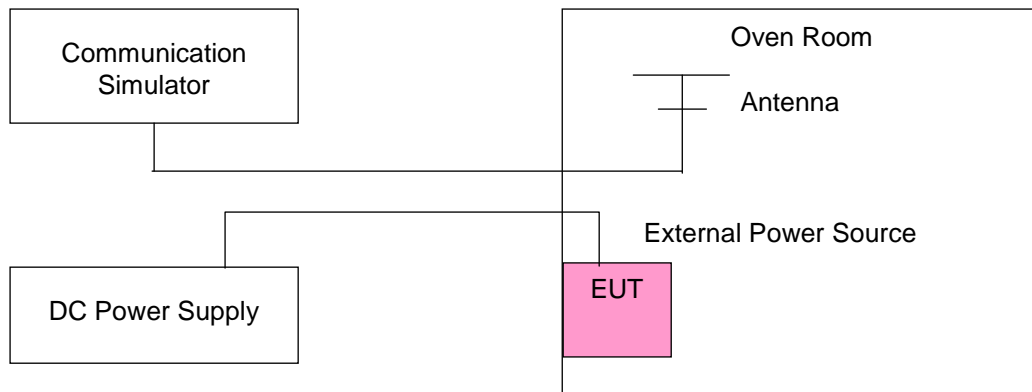 Communication
Simulator
Oven Room
Antenna
External Power Source
DC Power Supply
EUT